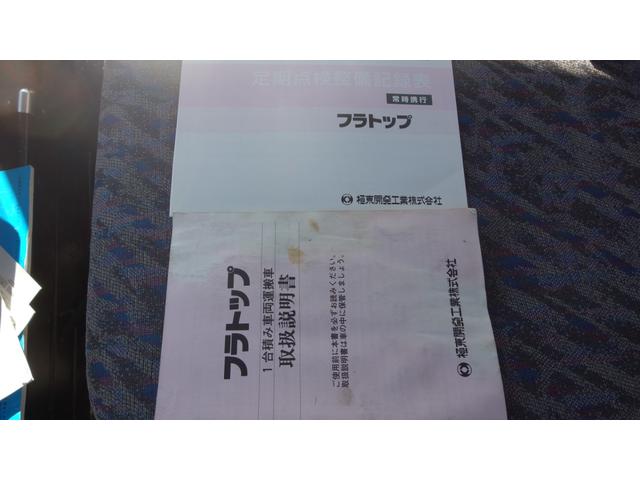 定期点検整備記録表
常時携行
フラトップ
極東開発工業株式会社
フラトップ
1台積み車両運搬車
取扱説明書
ご使用前に本書を必ずお読みください。
取扱説明書は車の中に保管しましょう。
極東開発工業株式会社